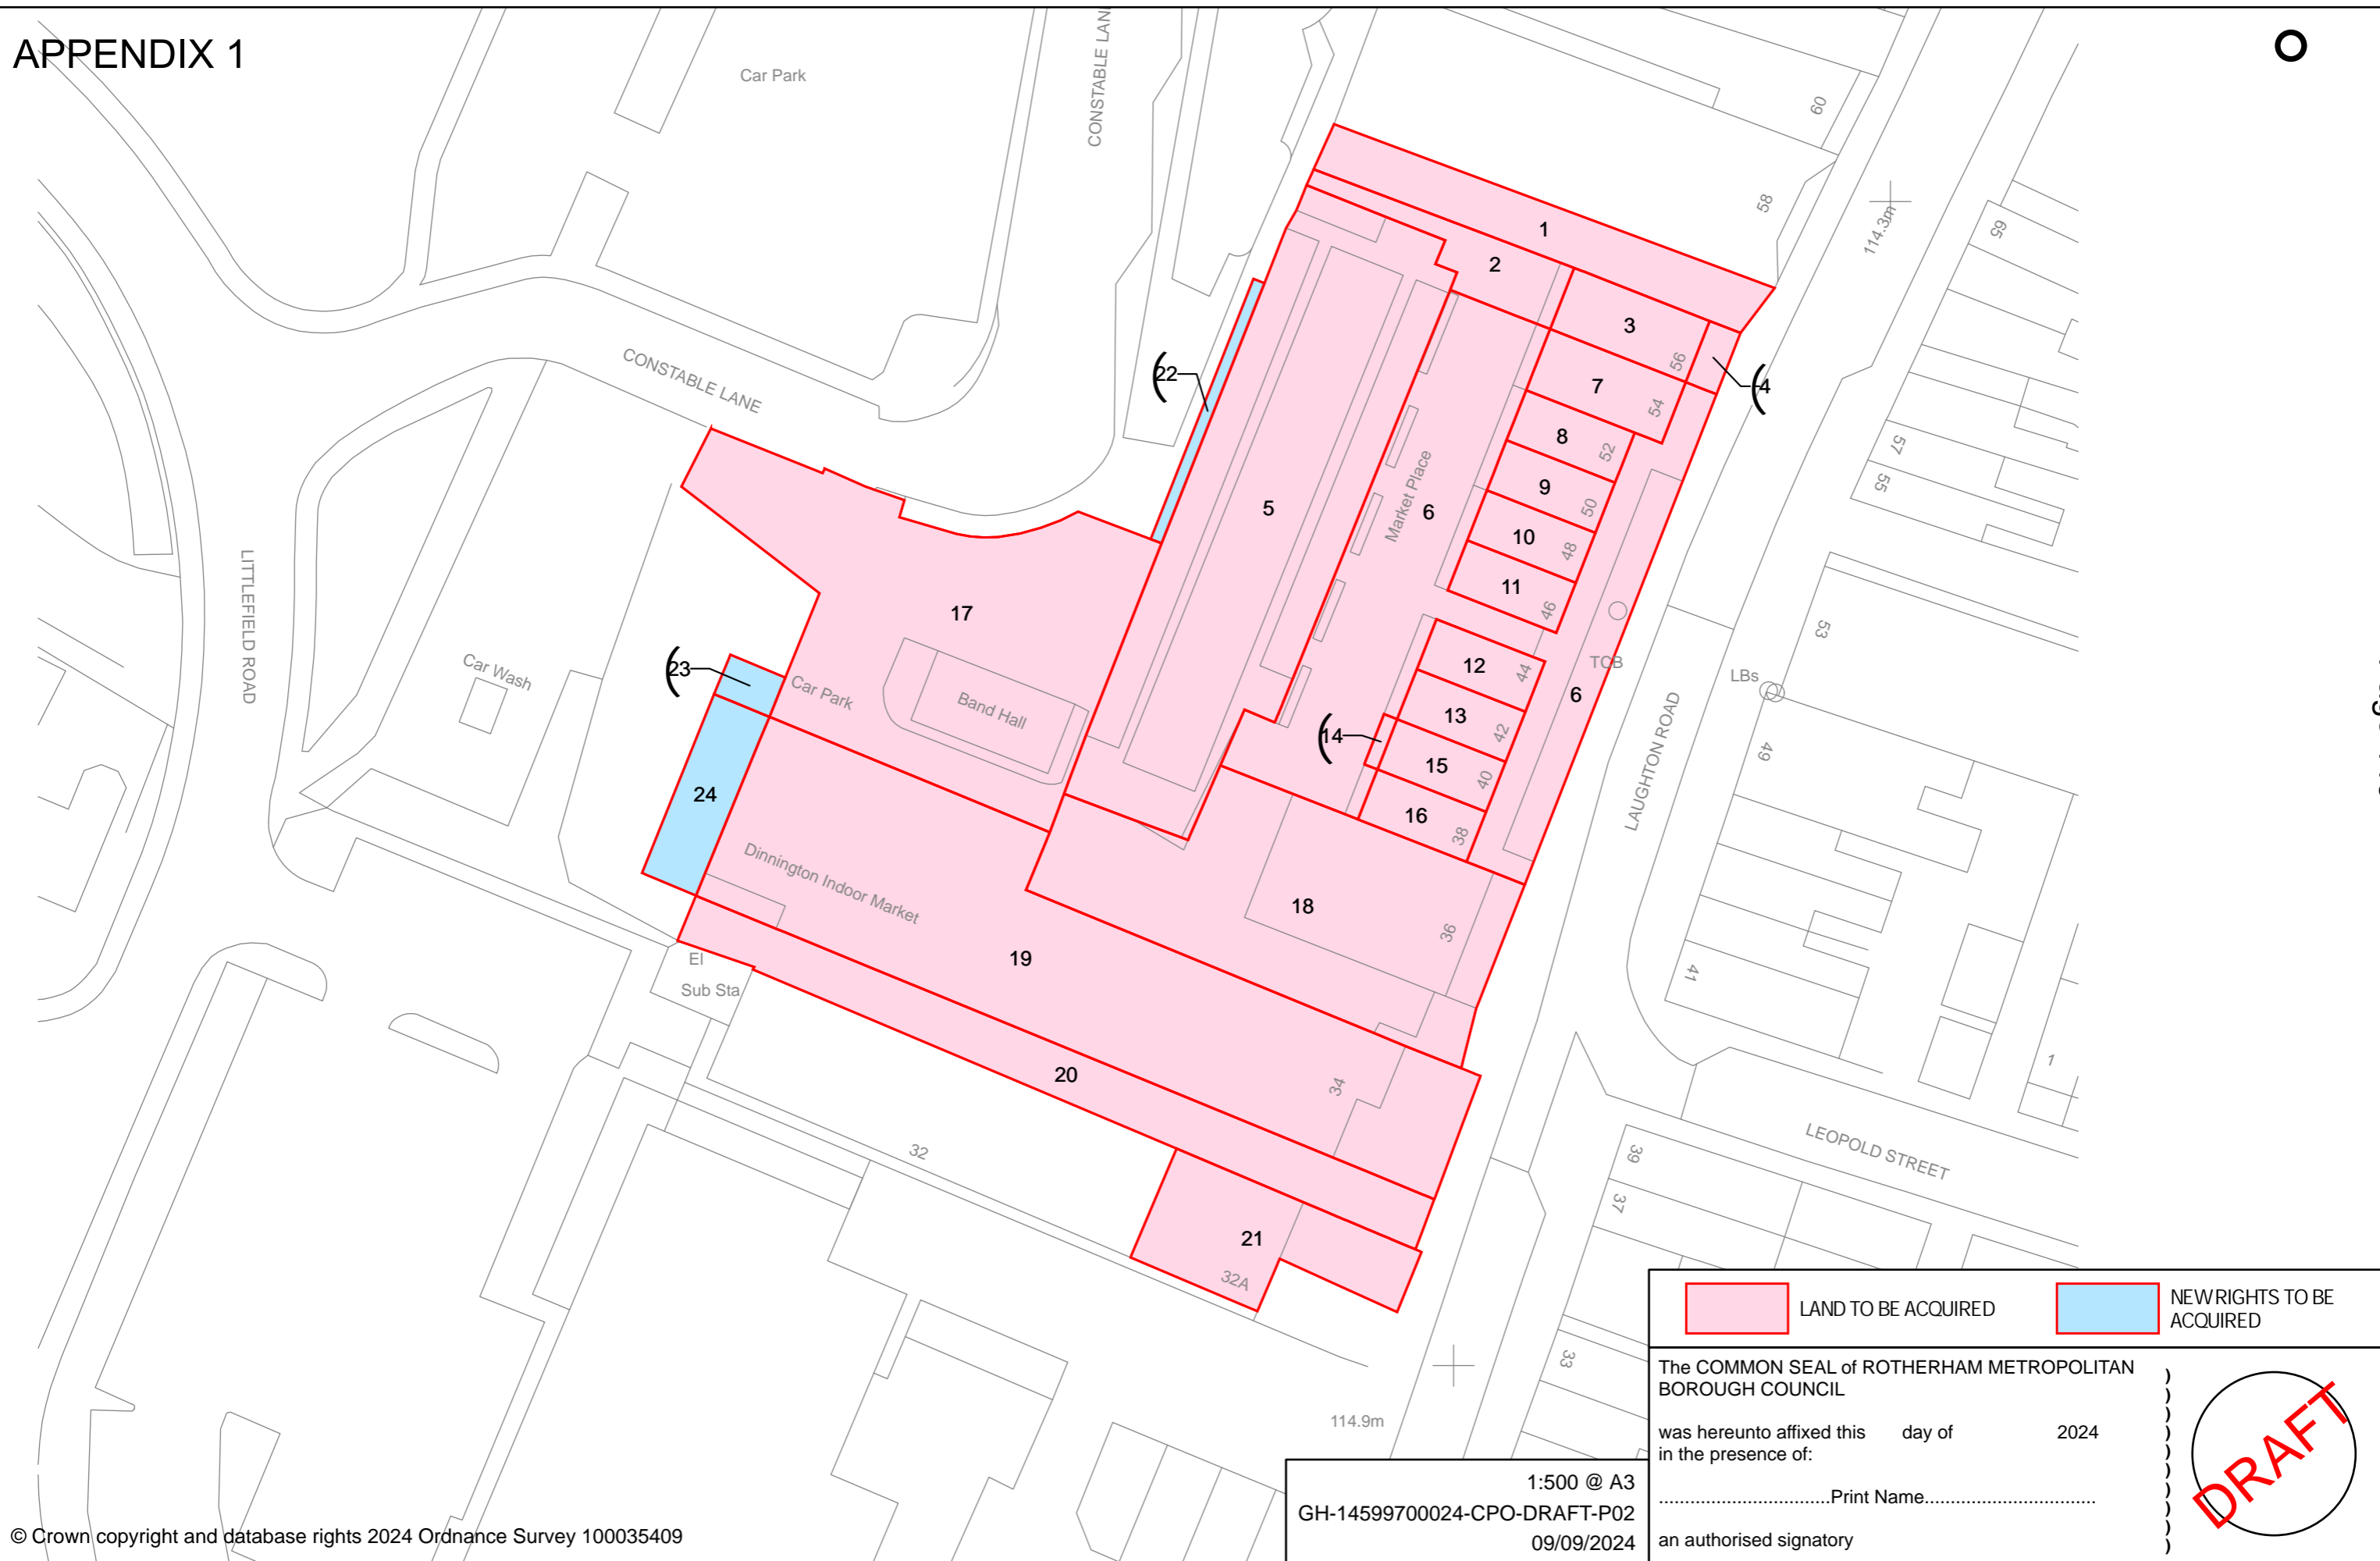 APPENDIX 1
Car Park
CONSTABLE LANE
60
58
114.3m
65
1
2
3
56
4
22
CONSTABLE LANE
7
54
8
52
57
55
9
50
5
6
Market Place
10
48
11
46
17
LITTLEFIELD ROAD
53
12
44
TCB
Car Wash
23
Car Park
LBs
6
Band Hall
13
42
14
LAUGHTON ROAD
49
15
40
24
16
38
Dinnington Indoor Market
18
36
19
El
Sub Sta
41
20
34
1
32
LEOPOLD STREET
39
37
21
32A
33
114.9m
LAND TO BE ACQUIRED
NEW RIGHTS TO BE
ACQUIRED
The COMMON SEAL of ROTHERHAM METROPOLITAN
BOROUGH COUNCIL
was hereunto affixed this day of 2024
in the presence of:
.................................Print Name.................................
an authorised signatory
)
)
)
)
)
)
)
)
)
)
DRAFT
1:500 @ A3
GH-14599700024-CPO-DRAFT-P02
09/09/2024
© Crown copyright and database rights 2024 Ordnance Survey 100035409